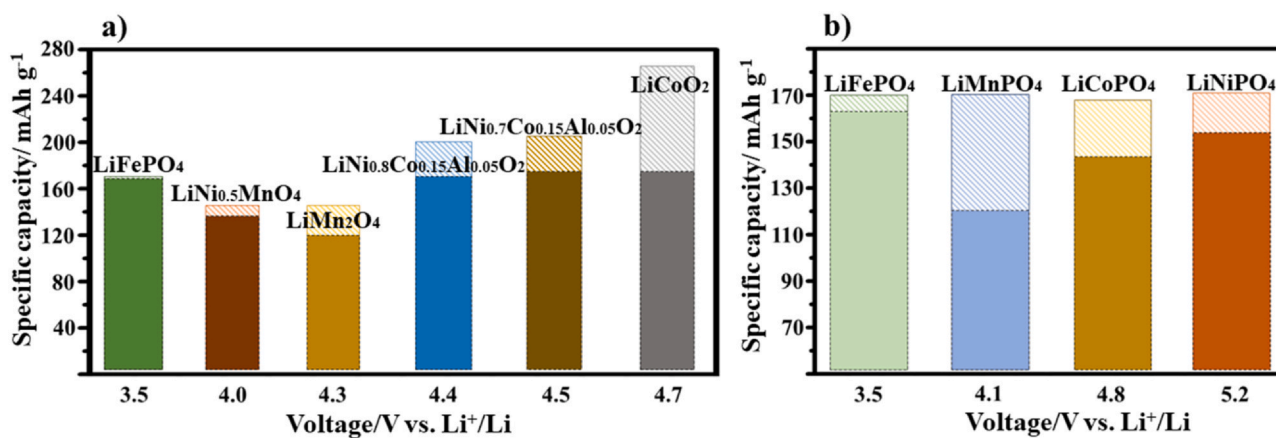 a)
Specific capacity/ mAh g⁻¹
280
240
200
160
120
80
40
LiFePO₄
LiNi₀.₅MnO₄
LiMn₂O₄
LiNi₀.₈Co₀.₁₅Al₀.₀₅O₂
LiNi₀.₇Co₀.₁₅Al₀.₀₅O₂
LiCoO₂
3.5 4.0 4.3 4.4 4.5 4.7
Voltage/V vs. Li⁺/Li
b)
Specific capacity/ mAh g⁻¹
170
150
130
110
90
70
LiFePO₄ LiMnPO₄ LiCoPO₄ LiNiPO₄
3.5 4.1 4.8 5.2
Voltage/V vs. Li⁺/Li